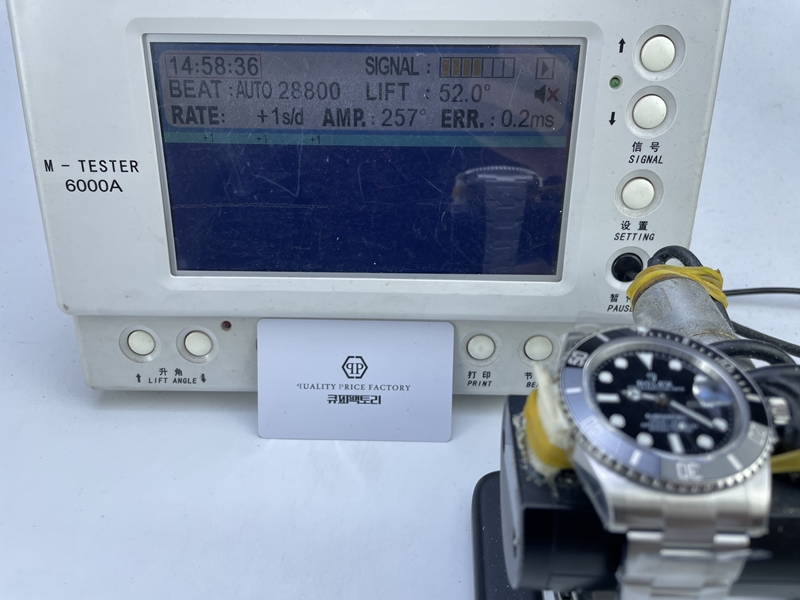 14:58:36 SIGNAL :
BEAT : AUTO 28800 LIFT : 52.0°
RATE: +1s/d AMP. : 257° ERR. : 0.2ms
+1 +1 +1
M - TESTER
6000A
信号
SIGNAL
设置
SETTING
PAUSE
升角
LIFT ANGLE
打印
PRINT
QUALITY PRICE FACTORY
큐피팩토리
ROLEX
30